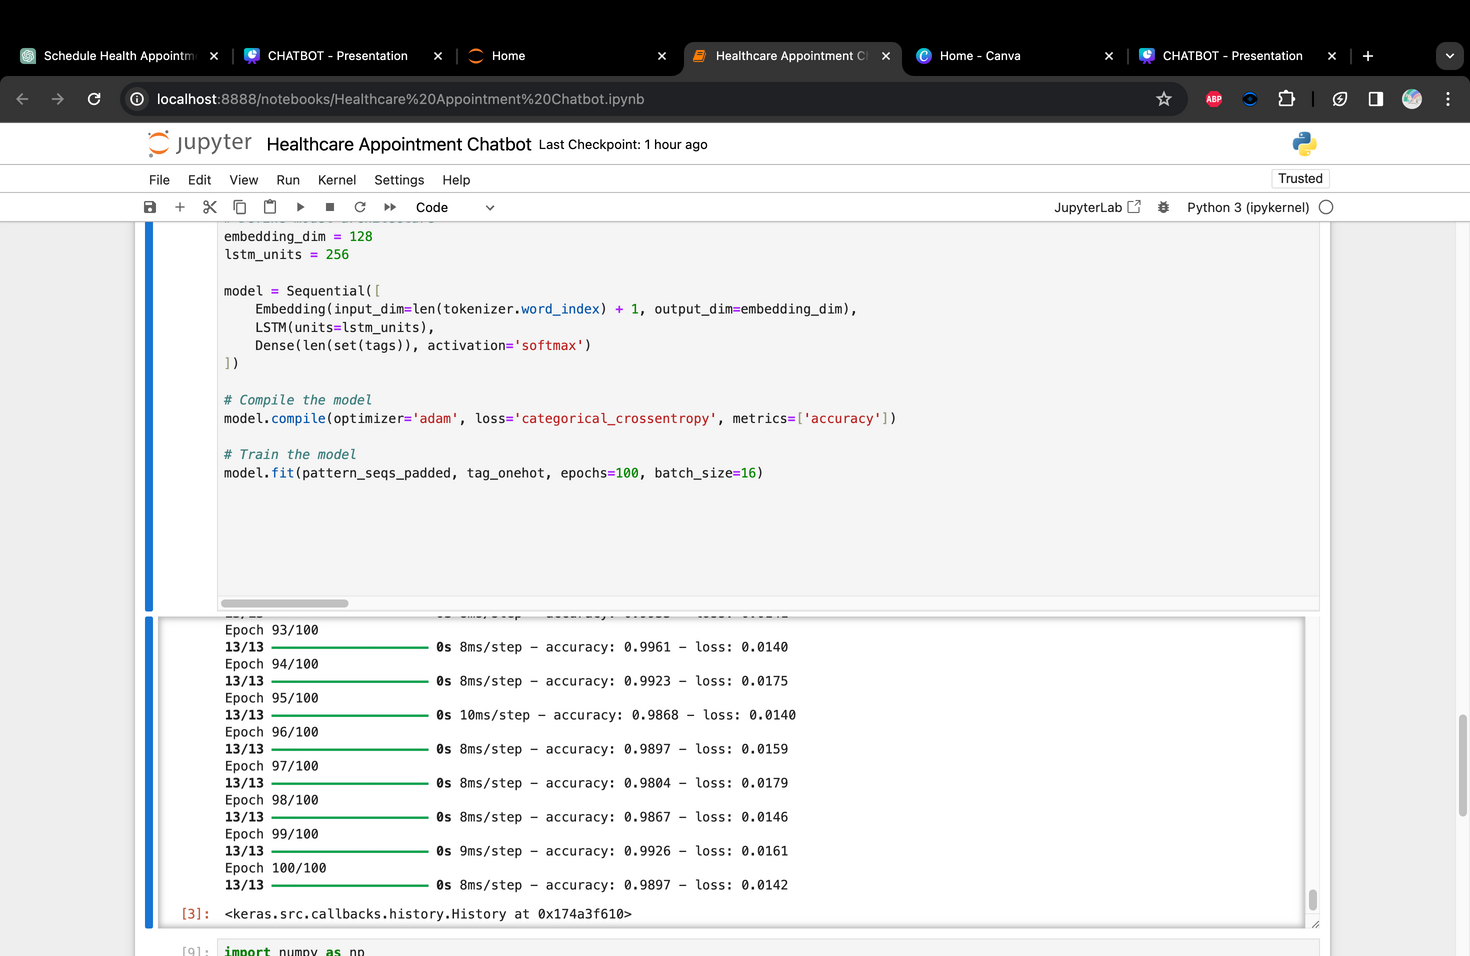 Schedule Health Appointm
CHATBOT - Presentation
Home
Healthcare Appointment C
Home - Canva
CHATBOT - Presentation
localhost:8888/notebooks/Healthcare%20Appointment%20Chatbot.ipynb
ABP
jupyter Healthcare Appointment Chatbot Last Checkpoint: 1 hour ago
File Edit View Run Kernel Settings Help
Trusted
Code
JupyterLab
Python 3 (ipykernel)
embedding_dim = 128
lstm_units = 256
model = Sequential([
    Embedding(input_dim=len(tokenizer.word_index) + 1, output_dim=embedding_dim),
    LSTM(units=lstm_units),
    Dense(len(set(tags)), activation='softmax')
])
# Compile the model
model.compile(optimizer='adam', loss='categorical_crossentropy', metrics=['accuracy'])
# Train the model
model.fit(pattern_seqs_padded, tag_onehot, epochs=100, batch_size=16)
Epoch 93/100
13/13 0s 8ms/step - accuracy: 0.9961 - loss: 0.0140
Epoch 94/100
13/13 0s 8ms/step - accuracy: 0.9923 - loss: 0.0175
Epoch 95/100
13/13 0s 10ms/step - accuracy: 0.9868 - loss: 0.0140
Epoch 96/100
13/13 0s 8ms/step - accuracy: 0.9897 - loss: 0.0159
Epoch 97/100
13/13 0s 8ms/step - accuracy: 0.9804 - loss: 0.0179
Epoch 98/100
13/13 0s 8ms/step - accuracy: 0.9867 - loss: 0.0146
Epoch 99/100
13/13 0s 9ms/step - accuracy: 0.9926 - loss: 0.0161
Epoch 100/100
13/13 0s 8ms/step - accuracy: 0.9897 - loss: 0.0142
[3]: <keras.src.callbacks.history.History at 0x174a3f610>
[9]: import numpy as np